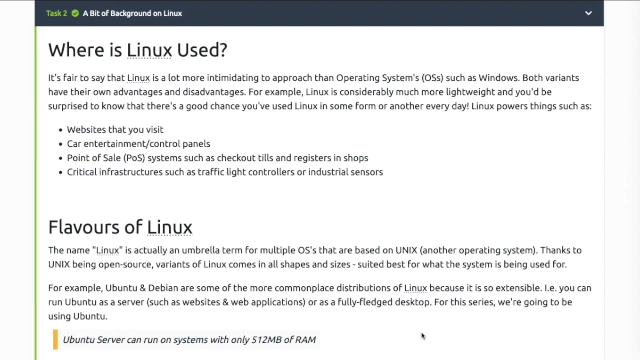 Task 2 A Bit of Background on Linux
Where is Linux Used?
It's fair to say that Linux is a lot more intimidating to approach than Operating System's (OSs) such as Windows. Both variants
have their own advantages and disadvantages. For example, Linux is considerably much more lightweight and you'd be
surprised to know that there's a good chance you've used Linux in some form or another every day! Linux powers things such as:
• Websites that you visit
• Car entertainment/control panels
• Point of Sale (PoS) systems such as checkout tills and registers in shops
• Critical infrastructures such as traffic light controllers or industrial sensors
Flavours of Linux
The name "Linux" is actually an umbrella term for multiple OS's that are based on UNIX (another operating system). Thanks to
UNIX being open-source, variants of Linux comes in all shapes and sizes - suited best for what the system is being used for.
For example, Ubuntu & Debian are some of the more commonplace distributions of Linux because it is so extensible. I.e. you can
run Ubuntu as a server (such as websites & web applications) or as a fully-fledged desktop. For this series, we're going to be
using Ubuntu.
Ubuntu Server can run on systems with only 512MB of RAM